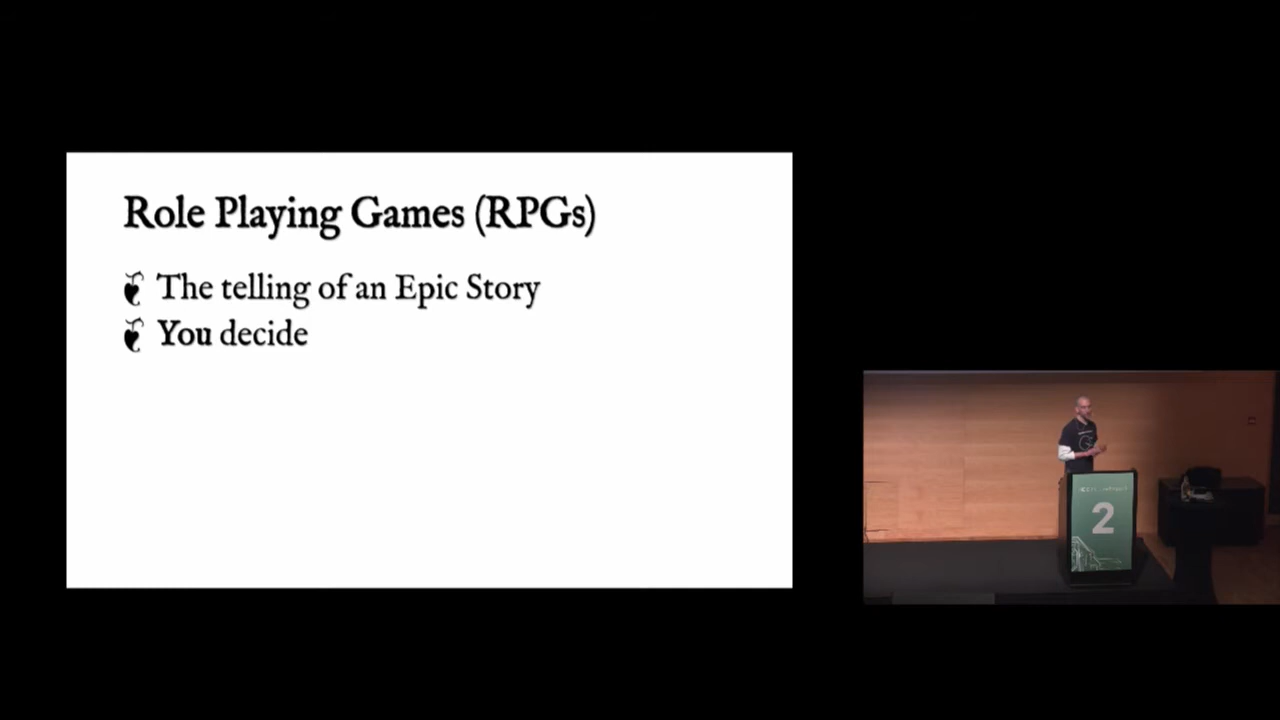 Role Playing Games (RPGs)
The telling of an Epic Story
You decide
2